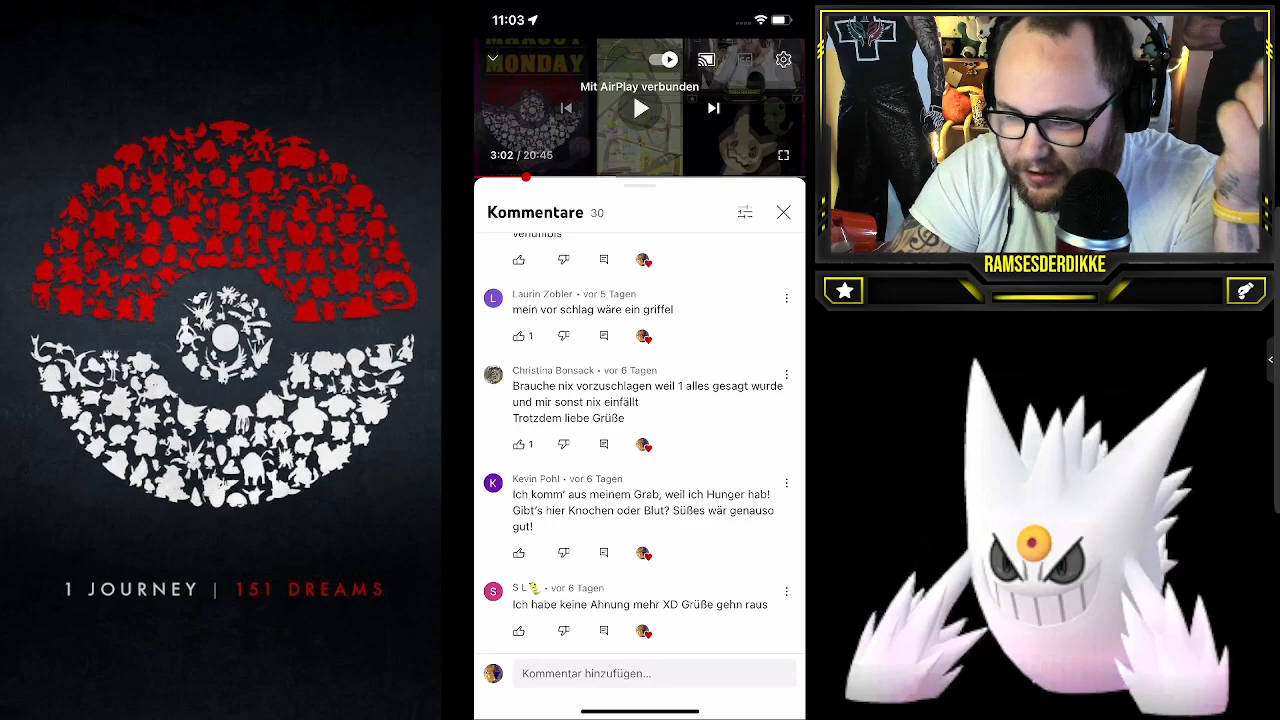 1 JOURNEY | 151 DREAMS
11:03
MONDAY
Mit AirPlay verbunden
3:02 / 20:45
Kommentare 30
L
Laurin Zobler • vor 5 Tagen
mein vor schlag wäre ein griffel
1
Christina Bonsack • vor 6 Tagen
Brauche nix vorzuschlagen weil 1 alles gesagt wurde
und mir sonst nix einfällt
Trotzdem liebe Grüße
1
K
Kevin Pohl • vor 6 Tagen
Ich komm' aus meinem Grab, weil ich Hunger hab!
Gibt's hier Knochen oder Blut? Süßes wär genauso
gut!
S
S L • vor 6 Tagen
Ich habe keine Ahnung mehr XD Grüße gehn raus
Kommentar hinzufügen...
RAMSESDERDIKKE